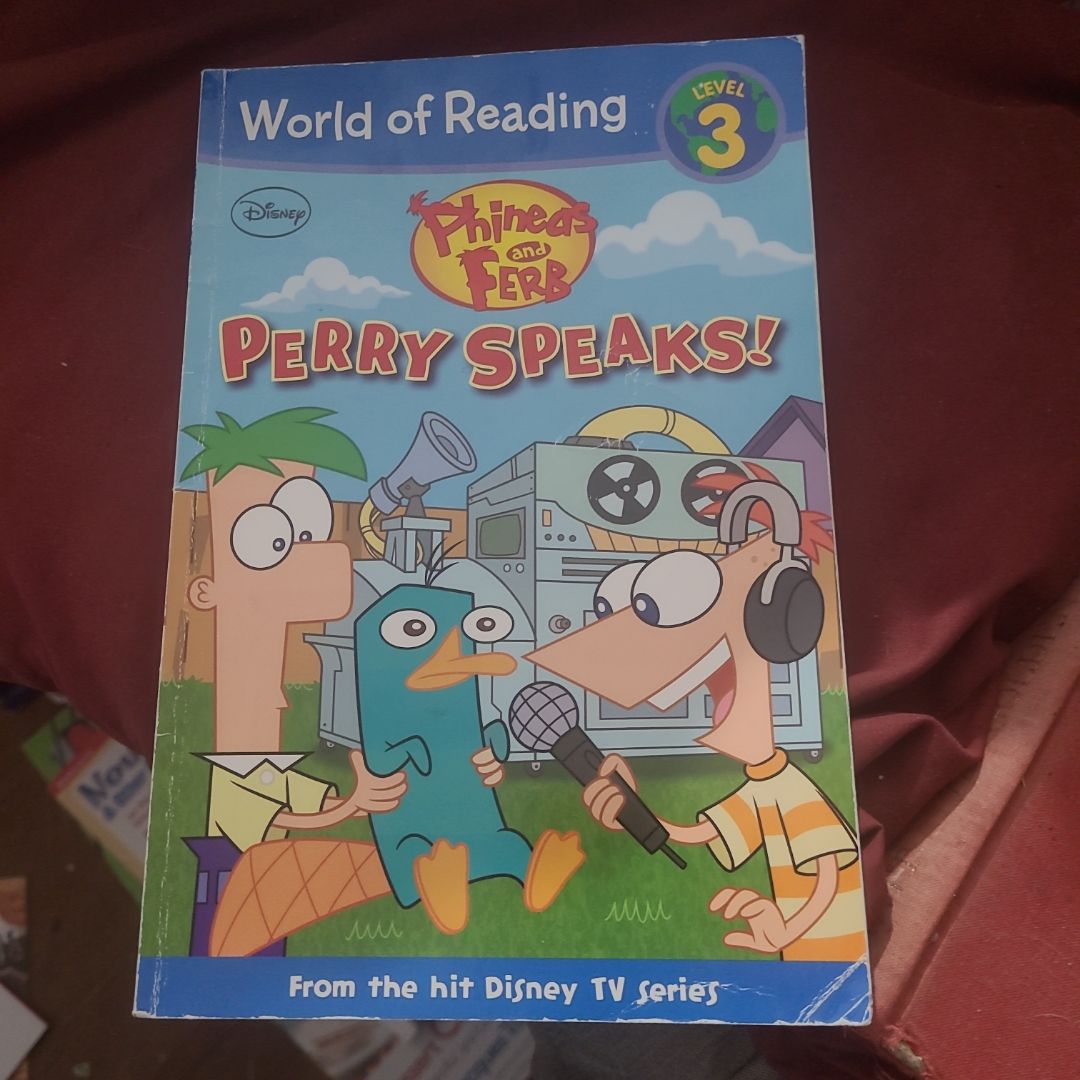 World of Reading
LEVEL
3
Disney
Phineas
and
FERB
PERRY SPEAKS!
From the hit Disney TV series